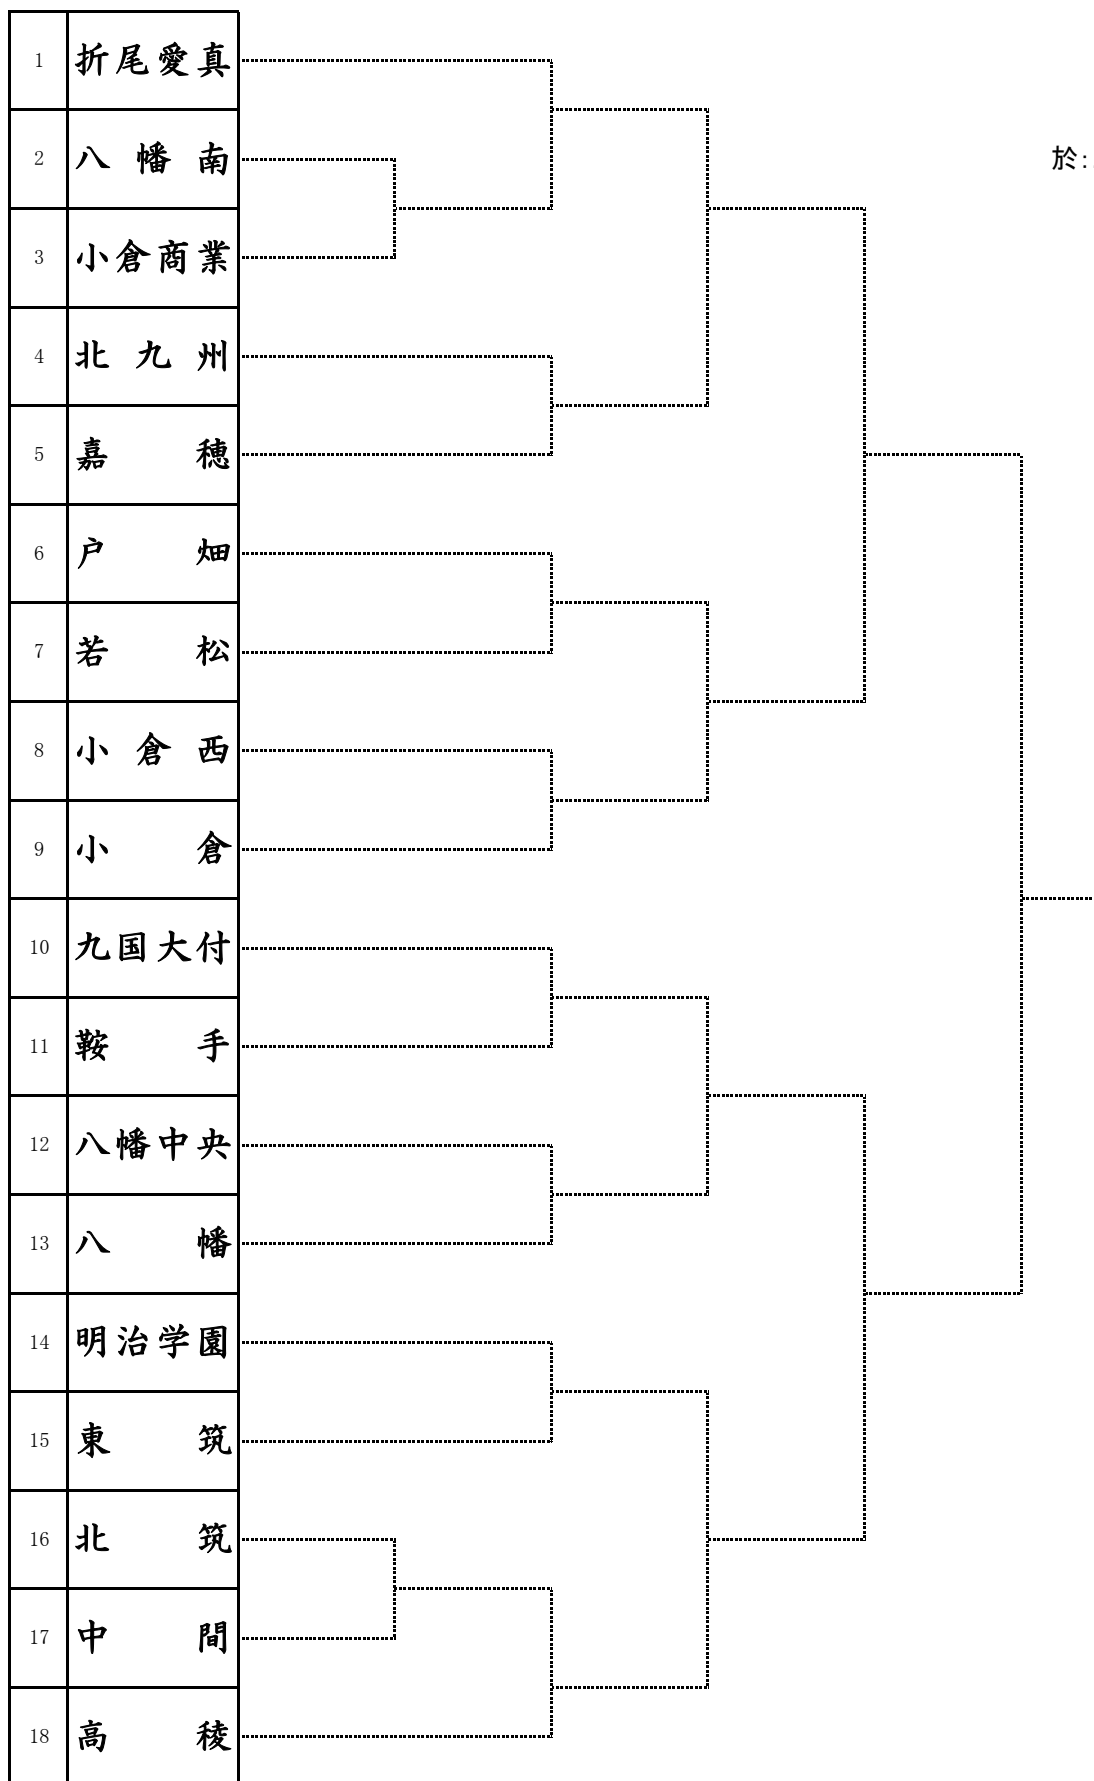 1 折尾愛真
2 八幡南
於:
3 小倉商業
4 北九州
5 嘉穂
6 戸畑
7 若松
8 小倉西
9 小倉
10 九国大付
11 鞍手
12 八幡中央
13 八幡
14 明治学園
15 東筑
16 北筑
17 中間
18 高稜